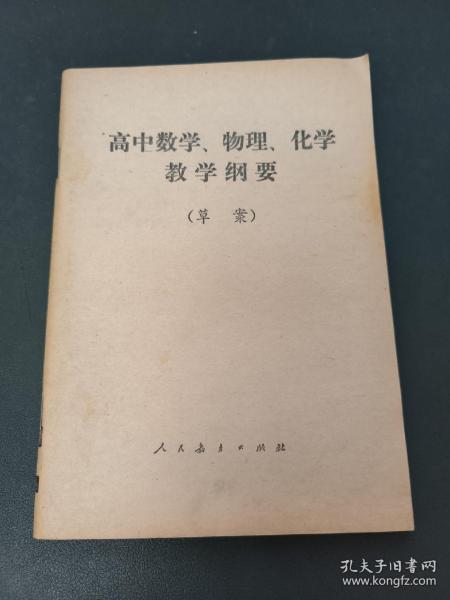 高中数学、物理、化学
教学纲要
（草 案）
人民教育出版社
孔夫子旧书网
www.kongfz.com